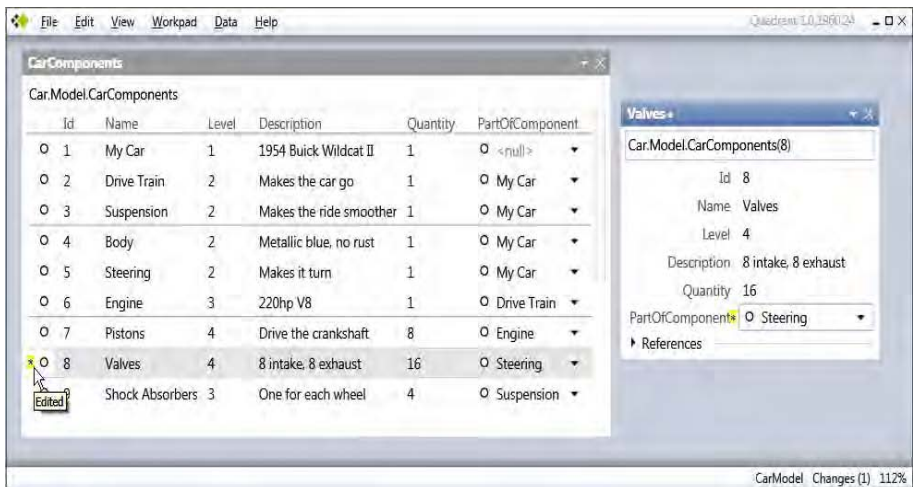 File Edit View Workpad Data Help Quadrant 1.0.1960.24
CarComponents
Car.Model.CarComponents
Id Name Level Description Quantity PartOfComponent
1 My Car 1 1954 Buick Wildcat II 1 <null>
2 Drive Train 2 Makes the car go 1 My Car
3 Suspension 2 Makes the ride smoother 1 My Car
4 Body 2 Metallic blue, no rust 1 My Car
5 Steering 2 Makes it turn 1 My Car
6 Engine 3 220hp V8 1 Drive Train
7 Pistons 4 Drive the crankshaft 8 Engine
* 8 Valves 4 8 intake, 8 exhaust 16 Steering
Shock Absorbers 3 One for each wheel 4 Suspension
Edited
Valves*
Car.Model.CarComponents(8)
Id 8
Name Valves
Level 4
Description 8 intake, 8 exhaust
Quantity 16
PartOfComponent* Steering
References
CarModel Changes (1) 112%